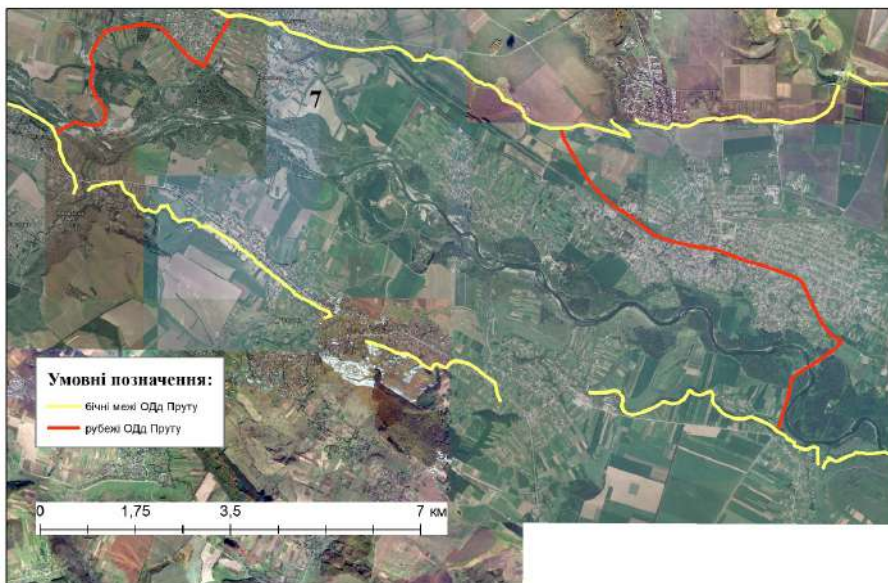 7
Умовні позначення:
бічні межі ОДд Пруту
рубежі ОДд Пруту
0 1,75 3,5 7 км